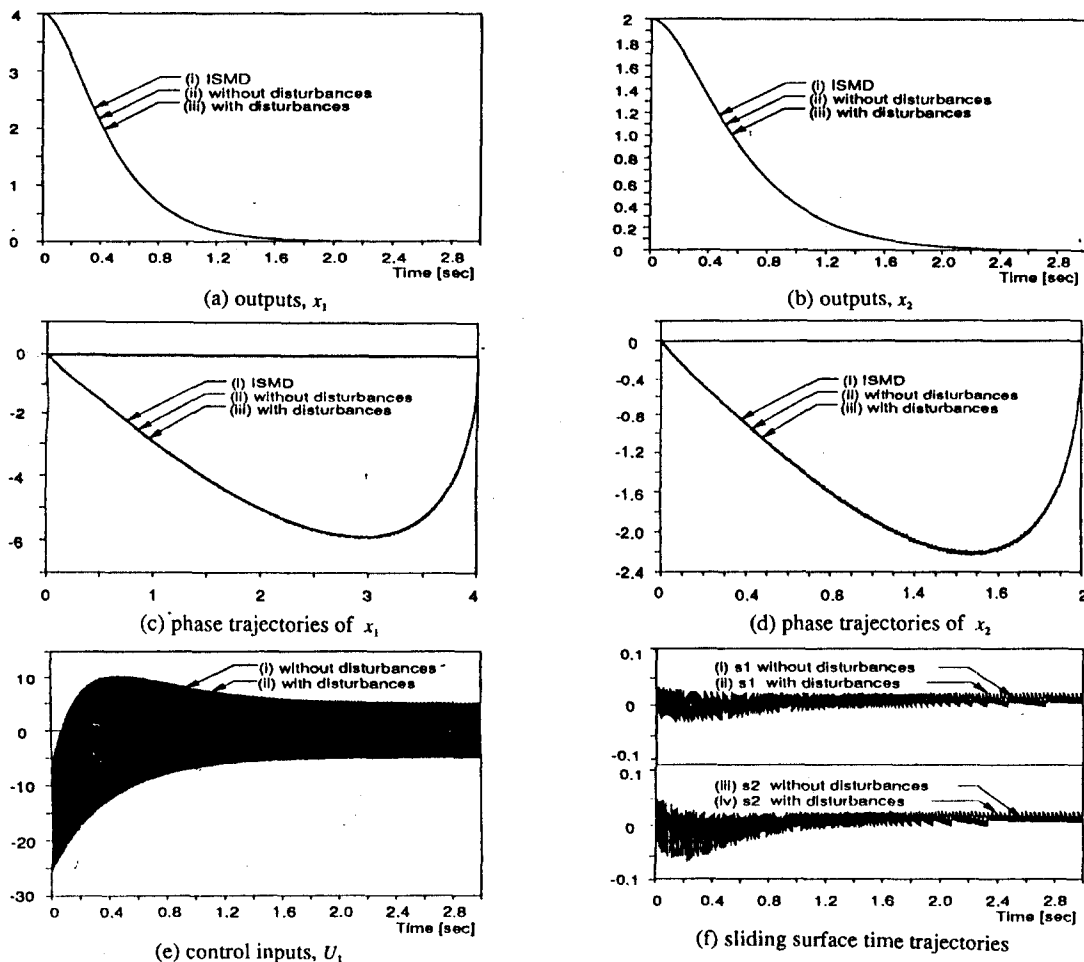 4
3
2
1
0
(i) ISMD
(ii) without disturbances
(iii) with disturbances
0 0.4 0.8 1.2 1.6 2.0 2.4 2.8
Time [sec]
(a) outputs, x₁
2
1.8
1.6
1.4
1.2
1.0
0.8
0.6
0.4
0.2
0
(i) ISMD
(ii) without disturbances
(iii) with disturbances
0 0.4 0.8 1.2 1.6 2.0 2.4 2.8
Time [sec]
(b) outputs, x₂
0
-2
-4
-6
(i) ISMD
(ii) without disturbances
(iii) with disturbances
0 1 2 3 4
(c) phase trajectories of x₁
0
-0.4
-0.8
-1.2
-1.6
-2.0
-2.4
(i) ISMD
(ii) without disturbances
(iii) with disturbances
0 0.4 0.8 1.2 1.6 2
(d) phase trajectories of x₂
10
0
-10
-20
-30
(i) without disturbances
(ii) with disturbances
0 0.4 0.8 1.2 1.6 2.0 2.4 2.8
Time [sec]
(e) control inputs, U₁
0.1
0
-0.1
(i) s1 without disturbances
(ii) s1 with disturbances
0.1
0
-0.1
(iii) s2 without disturbances
(iv) s2 with disturbances
0 0.4 0.8 1.2 1.6 2.0 2.4 2.8
Time [sec]
(f) sliding surface time trajectories